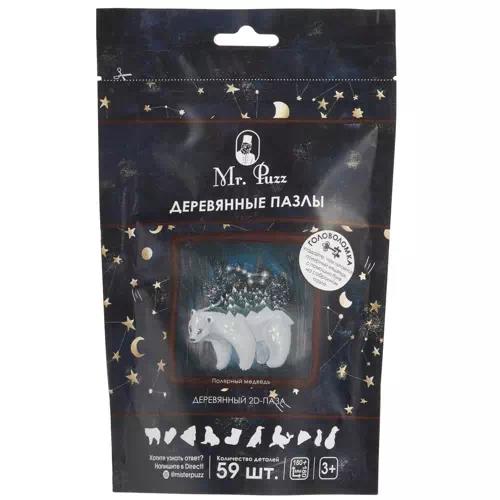 Mr. Puzz
ДЕРЕВЯННЫЕ ПАЗЛЫ
ГОЛОВОЛОМКА
Полярный медведь
ДЕРЕВЯННЫЙ 2D-ПАЗЛ
Хотите узнать ответ?
Напишите в Direct!
@misterpuzz
Количество деталей
59 шт.
3+